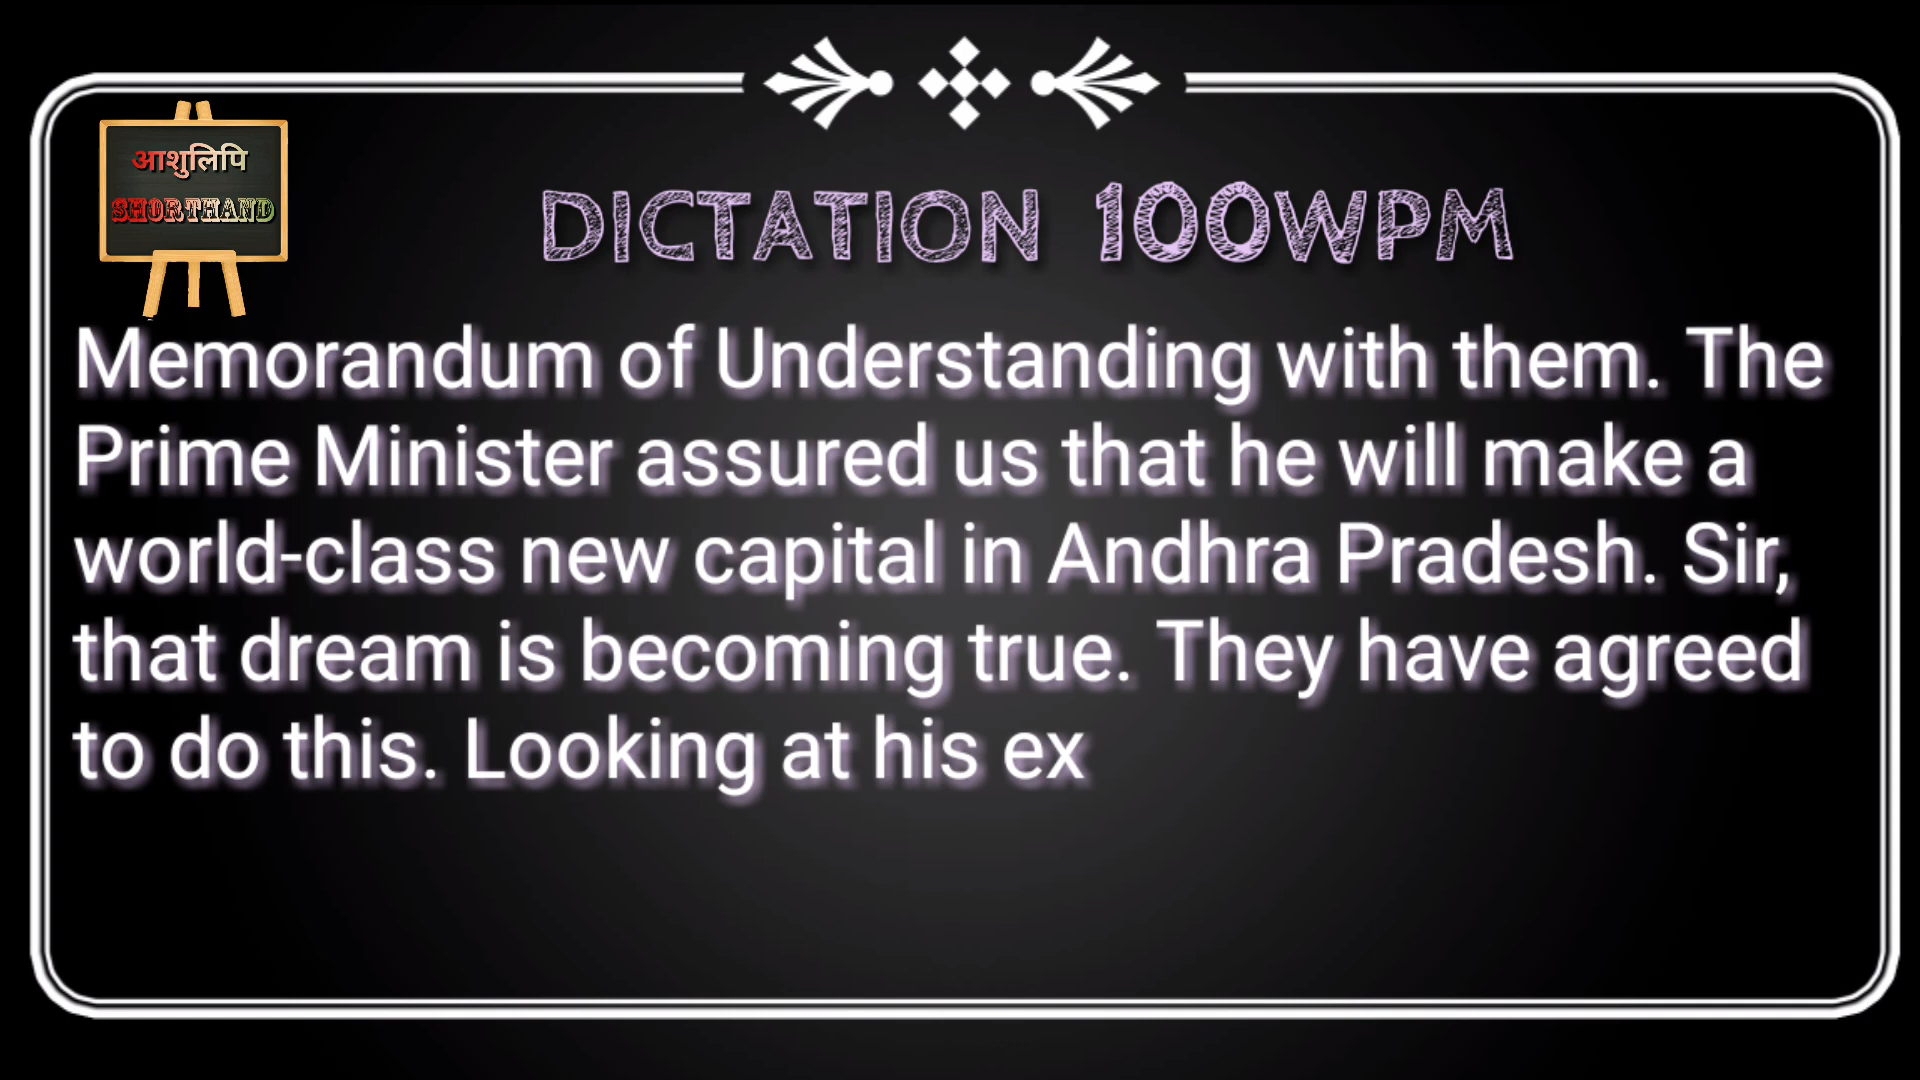 आशुलिपि
SHORTHAND
DICTATION 100WPM
Memorandum of Understanding with them. The
Prime Minister assured us that he will make a
world-class new capital in Andhra Pradesh. Sir,
that dream is becoming true. They have agreed
to do this. Looking at his ex